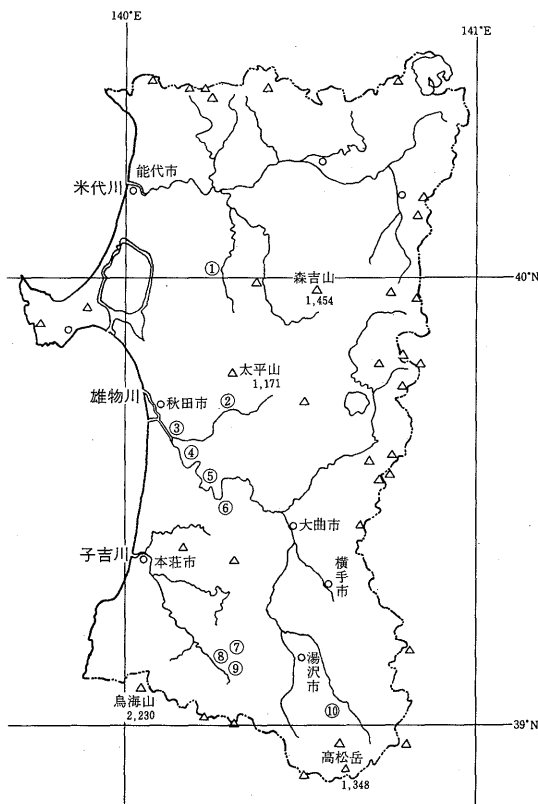 140°E
141°E
能代市
米代川
①
森吉山
1,454
40°N
太平山
1,171
雄物川
秋田市
②
③
④
⑤
⑥
大曲市
子吉川
本荘市
横手市
⑦
⑧
⑨
湯沢市
⑩
鳥海山
2,230
39°N
高松岳
1,348